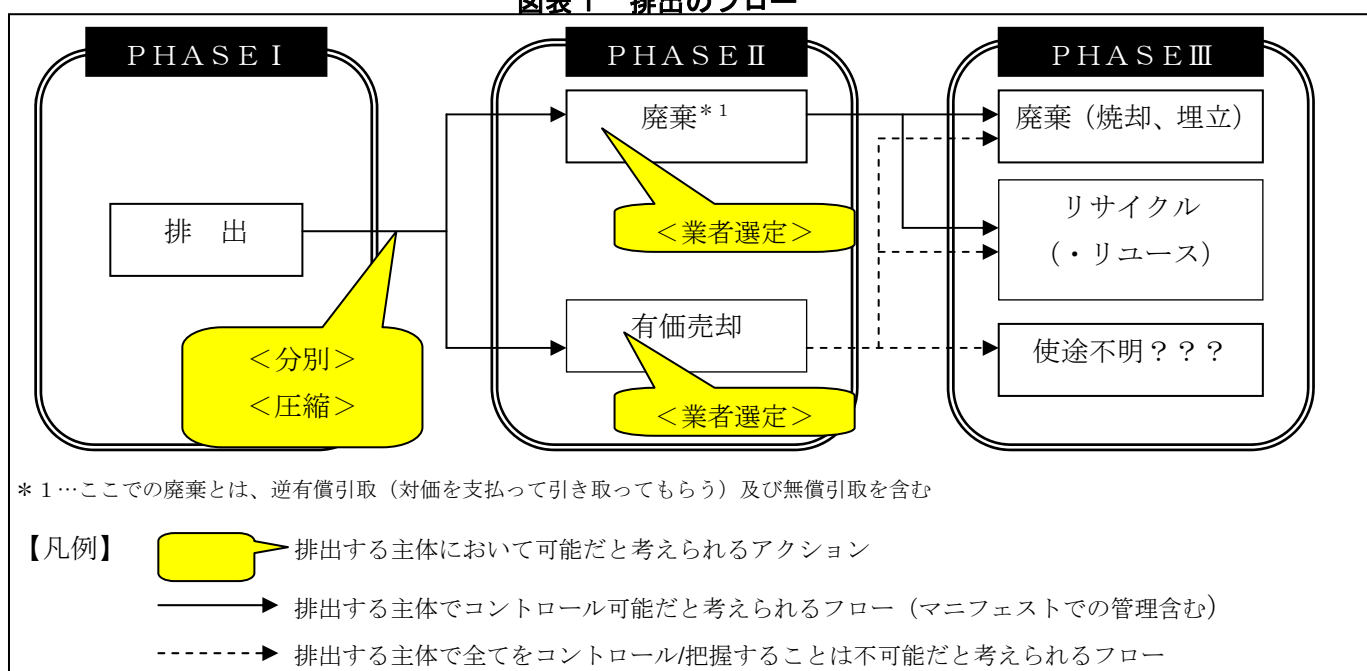 図表1 排出のフロー
PHASEⅠ
PHASEⅡ
PHASEⅢ
排 出
<分別>
<圧縮>
廃棄*1
<業者選定>
有価売却
<業者選定>
廃棄(焼却、埋立)
リサイクル
(・リユース)
使途不明???
*1…ここでの廃棄とは、逆有償引取(対価を支払って引き取ってもらう)及び無償引取を含む
【凡例】
排出する主体において可能だと考えられるアクション
排出する主体でコントロール可能だと考えられるフロー(マニフェストでの管理含む)
排出する主体で全てをコントロール/把握することは不可能だと考えられるフロー